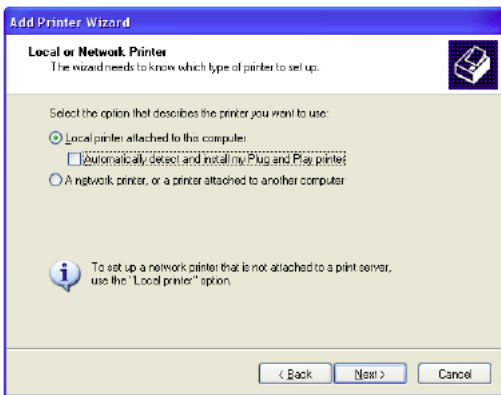 Add Printer Wizard
Local or Network Printer
The wizard needs to know which type of printer to set up.
Select the option that describes the printer you want to use:
Local printer attached to this computer
Automatically detect and install my Plug and Play printer
A network printer, or a printer attached to another computer
To set up a network printer that is not attached to a print server,
use the "Local printer" option.
< Back
Next >
Cancel